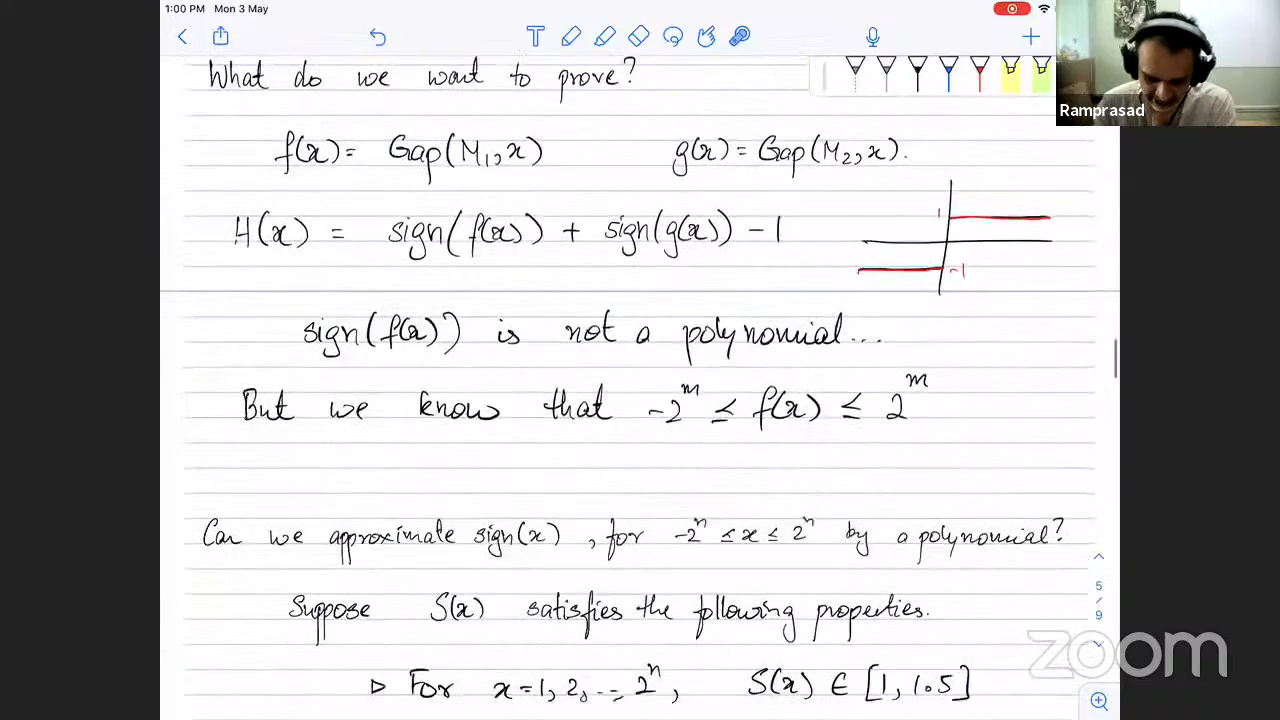 1:00 PM Mon 3 May
What do we want to prove?
Ramprasad
f(x) = Gap(M₁, x) g(x) = Gap(M₂, x).
H(x) = sign(f(x)) + sign(g(x)) - 1
1
-1
sign(f(x)) is not a polynomial...
But we know that -2^m ≤ f(x) ≤ 2^m
Can we approximate sign(x), for -2^n ≤ x ≤ 2^n by a polynomial?
5
/
9
Suppose S(x) satisfies the following properties.
zoom
▷ For x = 1, 2, ... 2^n, S(x) ∈ [1, 1.5]